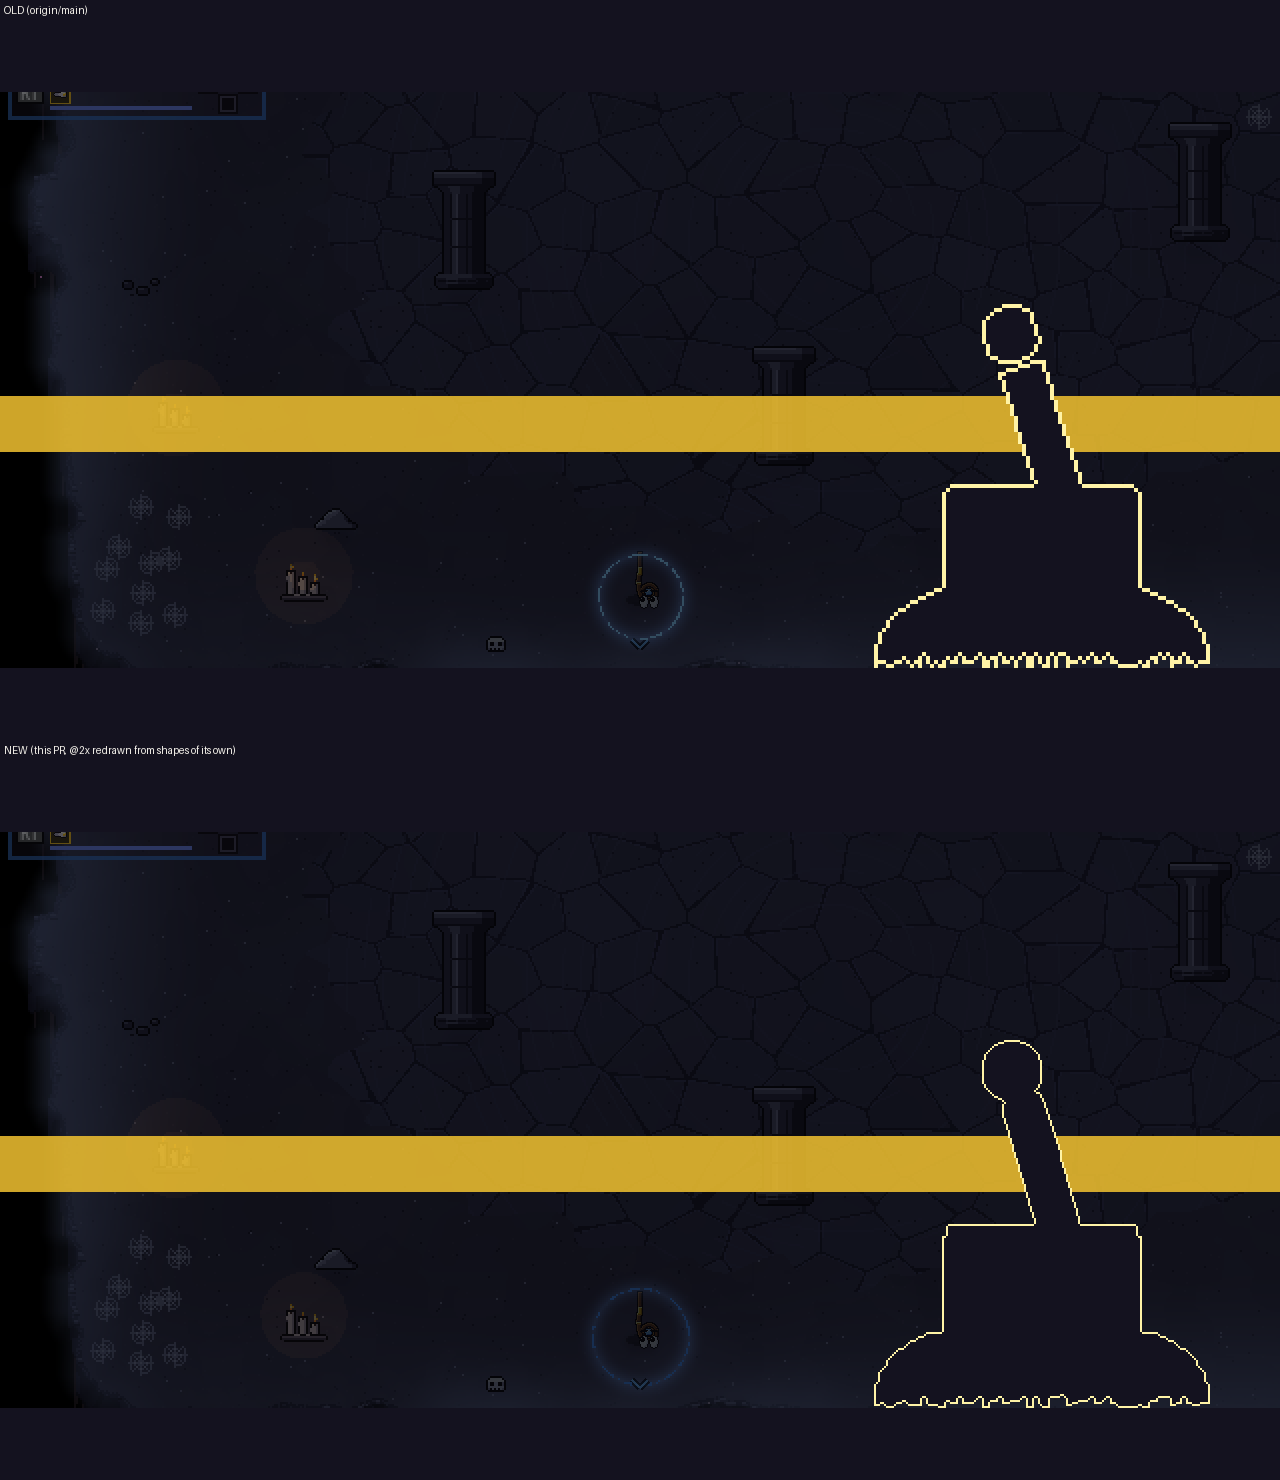 OLD (origin/main)
NEW (this PR, @2x redrawn from shapes of its own)